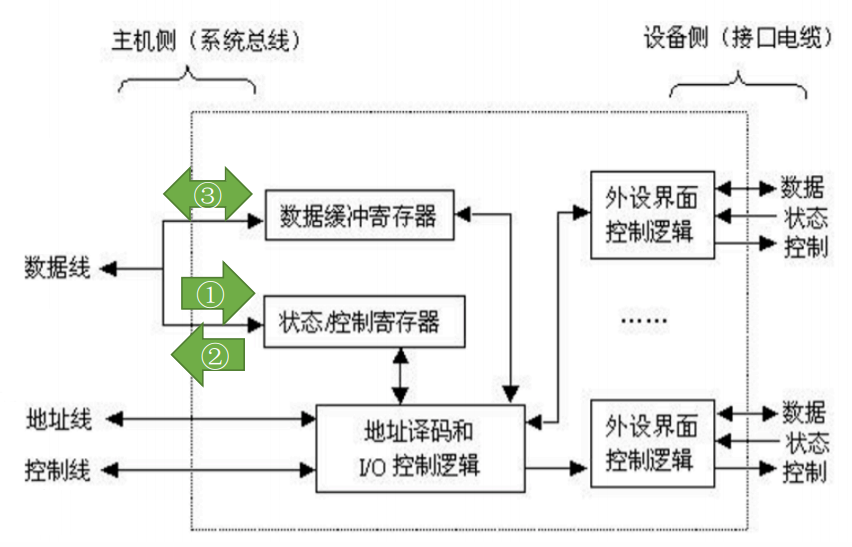 主机侧（系统总线）
设备侧（接口电缆）
③
数据缓冲寄存器
外设界面
控制逻辑
数据
状态
控制
数据线
①
状态/控制寄存器
②
……
地址线
控制线
地址译码和
I/O 控制逻辑
外设界面
控制逻辑
数据
状态
控制